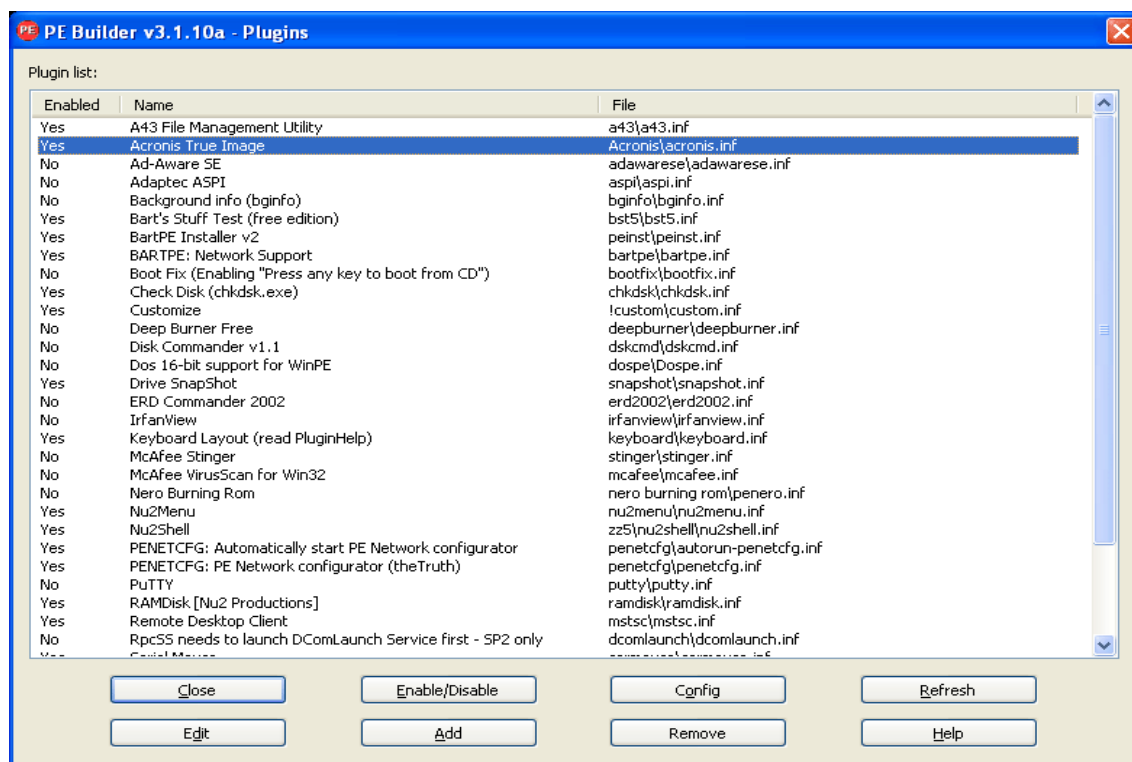 PE PE Builder v3.1.10a - Plugins
Plugin list:
Enabled Name File
Yes A43 File Management Utility a43\a43.inf
Yes Acronis True Image Acronis\acronis.inf
No Ad-Aware SE adawarese\adawarese.inf
No Adaptec ASPI aspi\aspi.inf
No Background info (bginfo) bginfo\bginfo.inf
Yes Bart's Stuff Test (free edition) bst5\bst5.inf
Yes BartPE Installer v2 peinst\peinst.inf
Yes BARTPE: Network Support bartpe\bartpe.inf
No Boot Fix (Enabling "Press any key to boot from CD") bootfix\bootfix.inf
Yes Check Disk (chkdsk.exe) chkdsk\chkdsk.inf
Yes Customize !custom\custom.inf
No Deep Burner Free deepburner\deepburner.inf
No Disk Commander v1.1 dskcmd\dskcmd.inf
No Dos 16-bit support for WinPE dospe\Dospe.inf
Yes Drive SnapShot snapshot\snapshot.inf
No ERD Commander 2002 erd2002\erd2002.inf
No IrfanView irfanview\irfanview.inf
Yes Keyboard Layout (read PluginHelp) keyboard\keyboard.inf
No McAfee Stinger stinger\stinger.inf
No McAfee VirusScan for Win32 mcafee\mcafee.inf
No Nero Burning Rom nero burning rom\penero.inf
Yes Nu2Menu nu2menu\nu2menu.inf
Yes Nu2Shell zz5\nu2shell\nu2shell.inf
Yes PENETCFG: Automatically start PE Network configurator penetcfg\autorun-penetcfg.inf
Yes PENETCFG: PE Network configurator (theTruth) penetcfg\penetcfg.inf
No PuTTY putty\putty.inf
Yes RAMDisk [Nu2 Productions] ramdisk\ramdisk.inf
Yes Remote Desktop Client mstsc\mstsc.inf
No RpcSS needs to launch DComLaunch Service first - SP2 only dcomlaunch\dcomlaunch.inf
Close Enable/Disable Config Refresh
Edit Add Remove Help